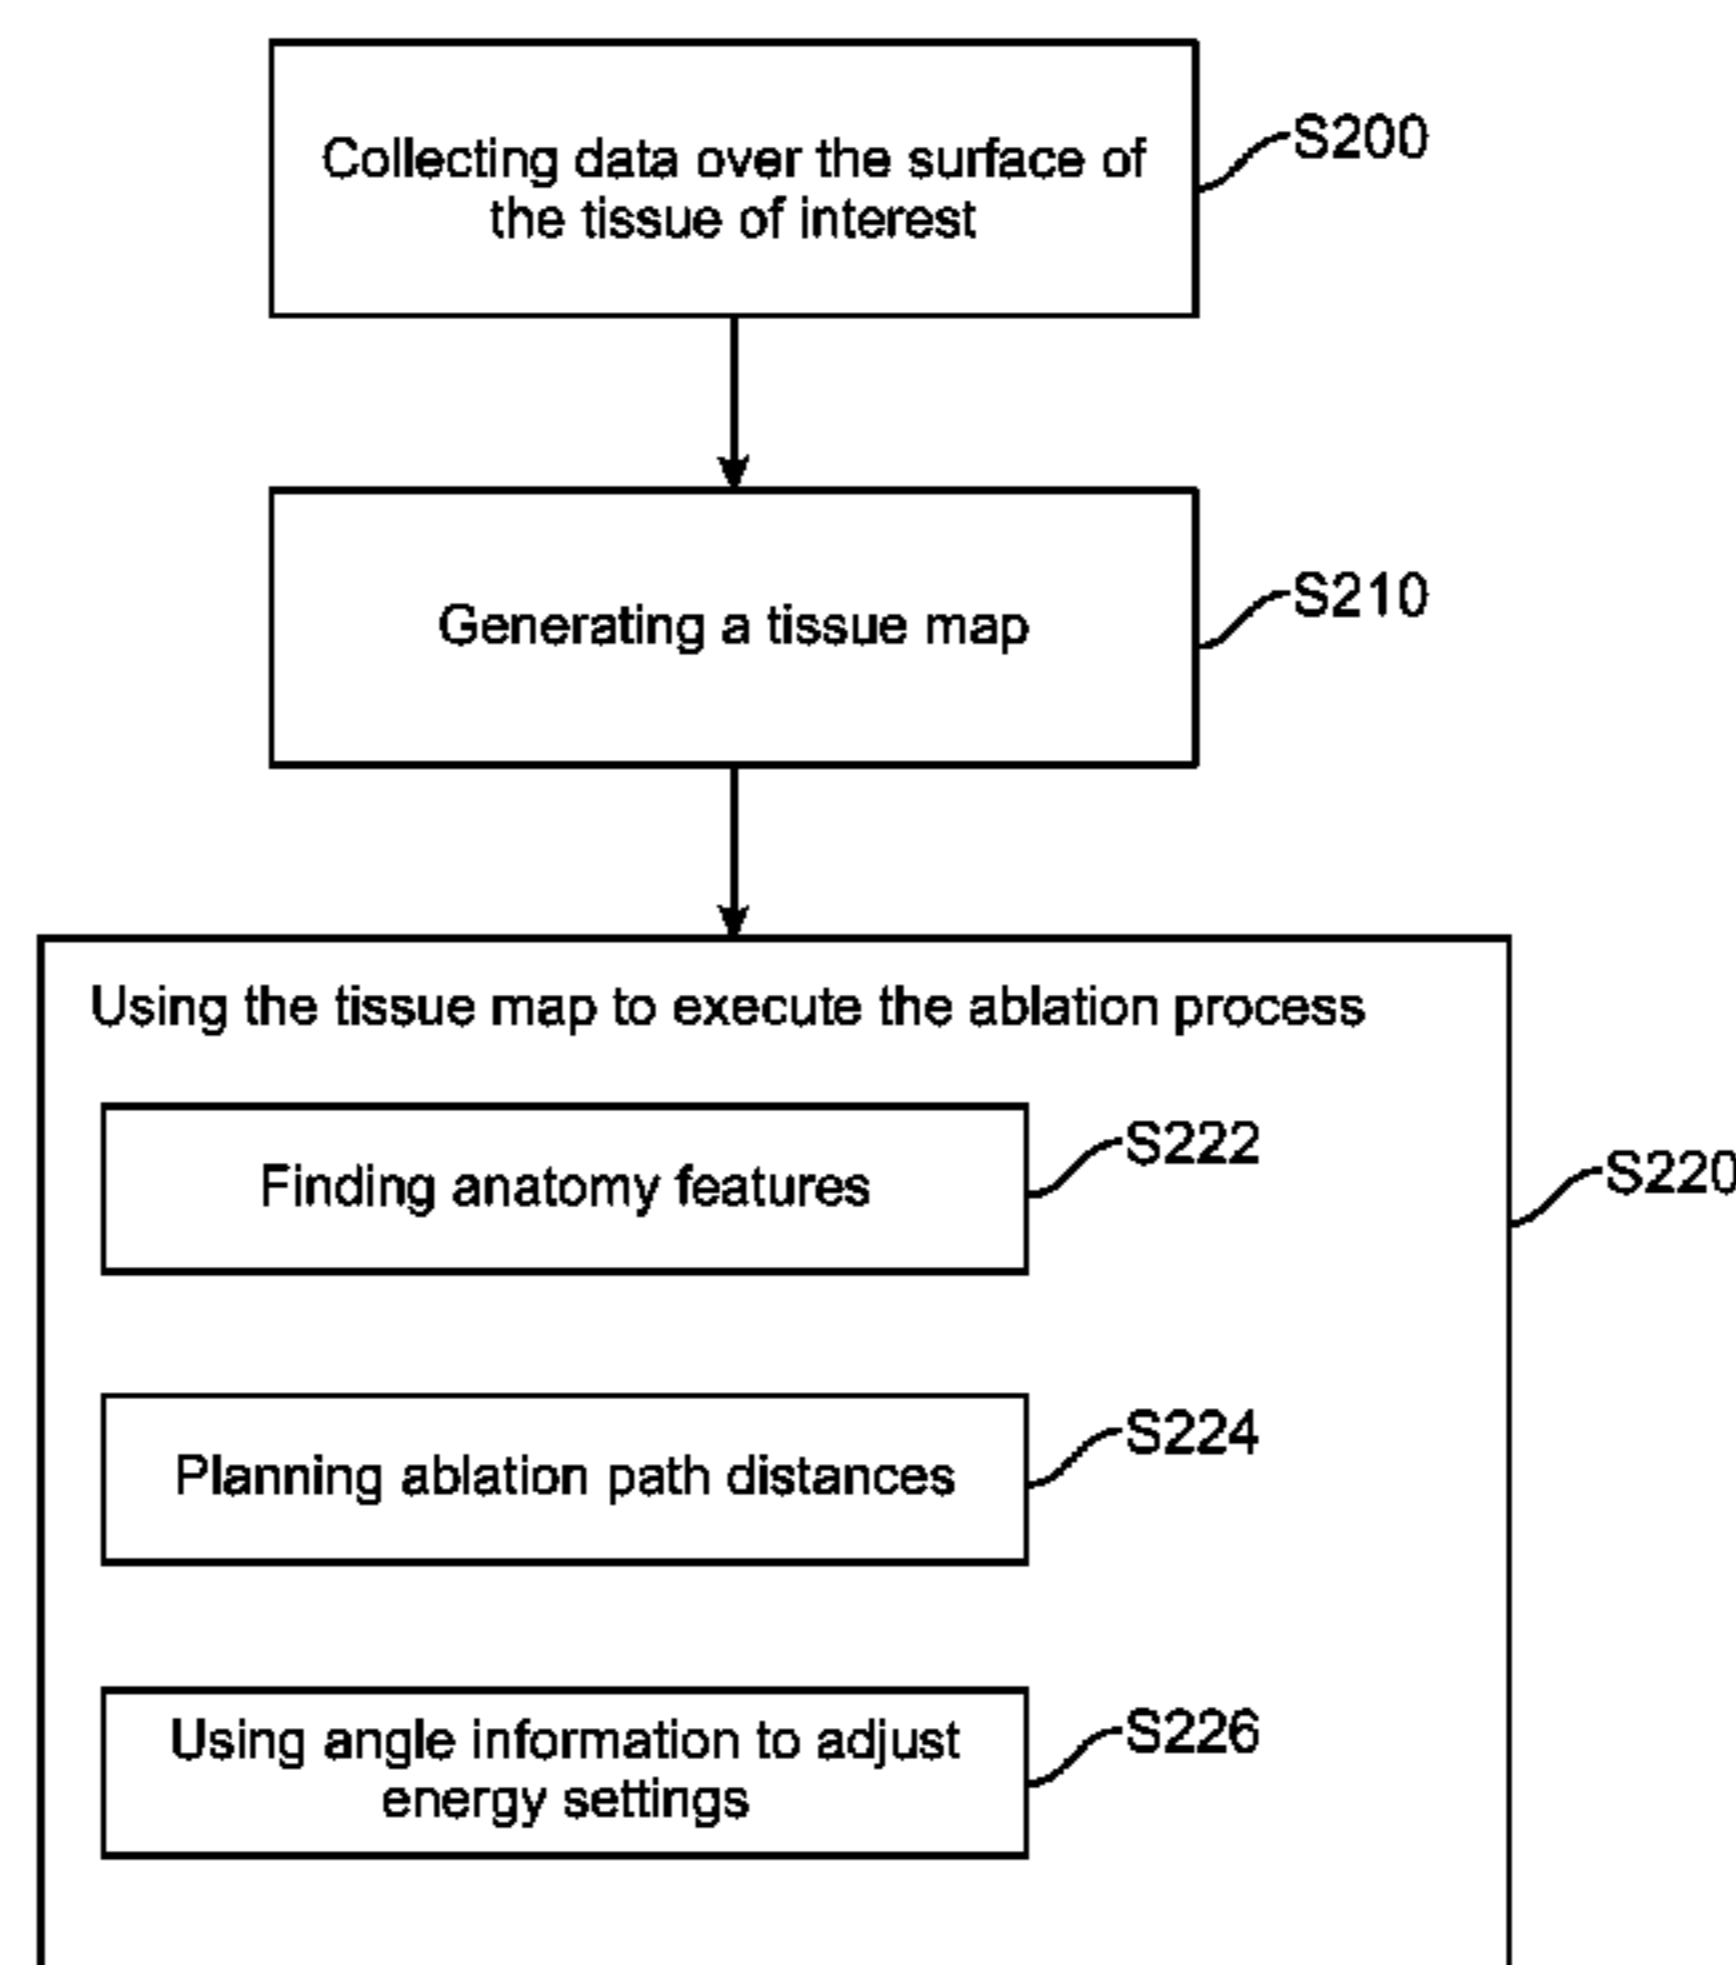 Collecting data over the surface of
the tissue of interest
S200
Generating a tissue map
S210
Using the tissue map to execute the ablation process
Finding anatomy features
S222
S220
Planning ablation path distances
S224
Using angle information to adjust
energy settings
S226